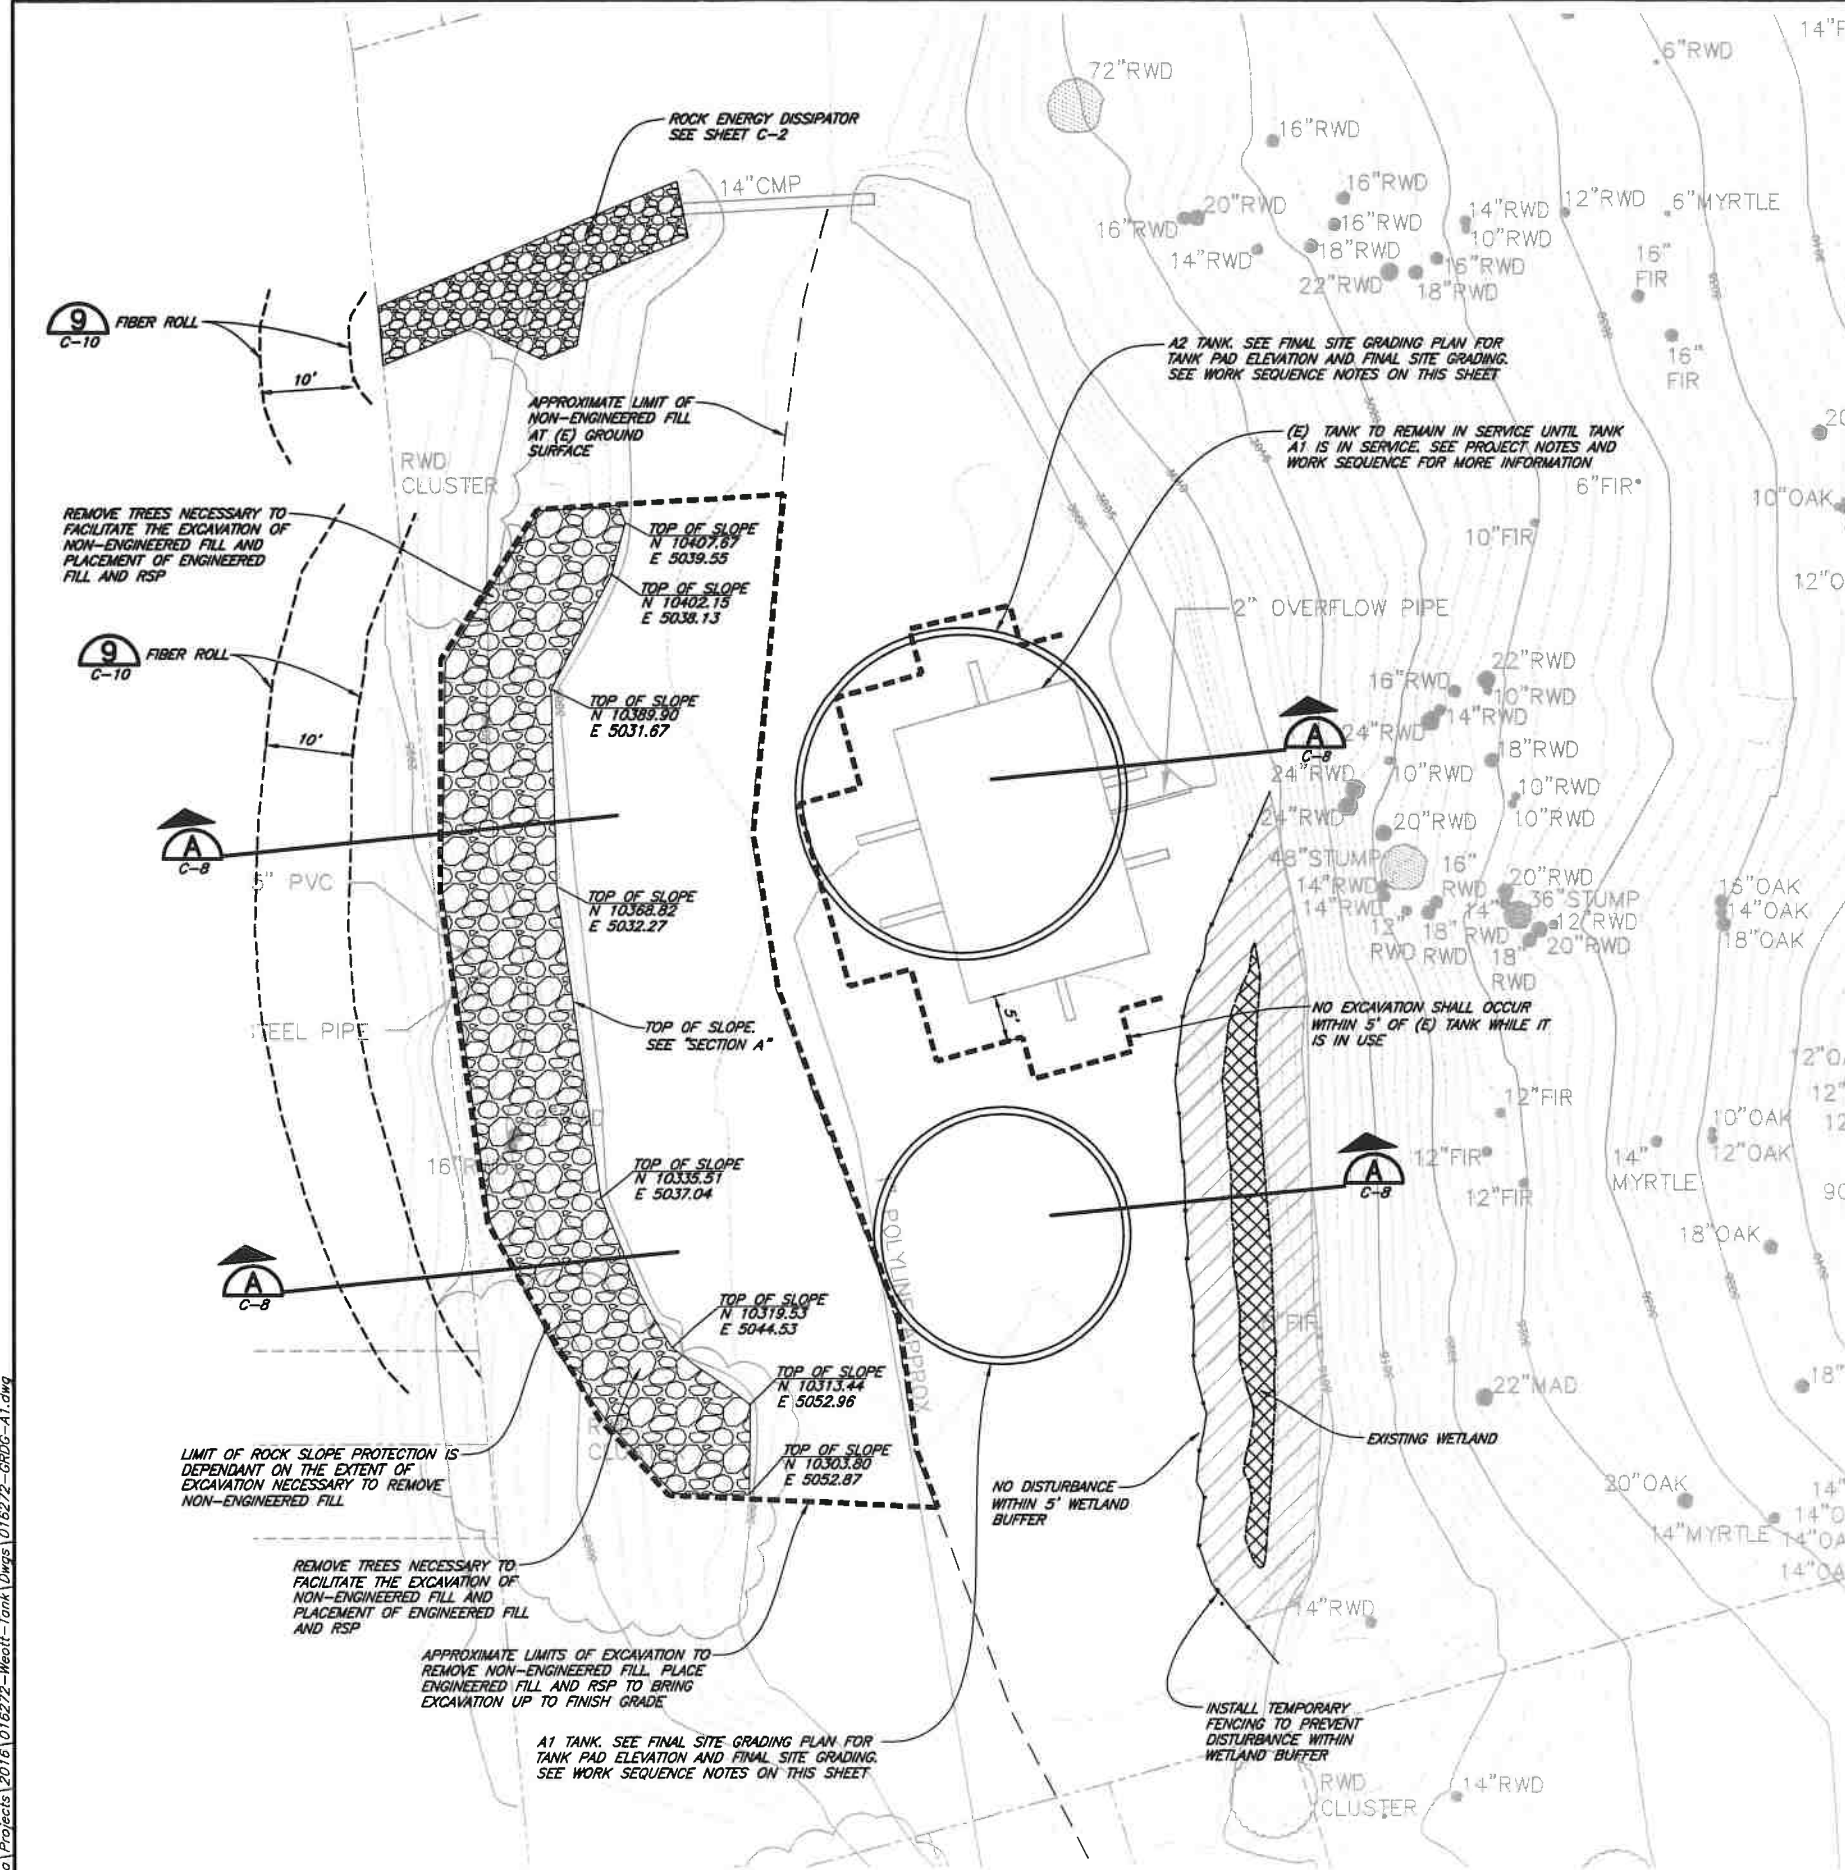 72"RWD
6"RWD
ROCK ENERGY DISSIPATOR
SEE SHEET C-2
16"RWD
14"CMP
16"RWD
20"RWD
16"RWD
16"RWD
14"RWD
12"RWD
6"MYRTLE
10"RWD
14"RWD
18"RWD
16"
FIR
16"RWD
22"RWD
18"RWD
9
C-10
FIBER ROLL
10'
A2 TANK. SEE FINAL SITE GRADING PLAN FOR
TANK PAD ELEVATION AND FINAL SITE GRADING.
SEE WORK SEQUENCE NOTES ON THIS SHEET
16"
FIR
APPROXIMATE LIMIT OF
NON-ENGINEERED FILL
AT (E) GROUND
SURFACE
(E) TANK TO REMAIN IN SERVICE UNTIL TANK
A1 IS IN SERVICE. SEE PROJECT NOTES AND
WORK SEQUENCE FOR MORE INFORMATION
RWD
CLUSTER
6"FIR
10"OAK
REMOVE TREES NECESSARY TO
FACILITATE THE EXCAVATION OF
NON-ENGINEERED FILL AND
PLACEMENT OF ENGINEERED
FILL AND RSP
TOP OF SLOPE
N 10407.67
E 5039.55
10"FIR
TOP OF SLOPE
N 10402.15
E 5038.13
2" OVERFLOW PIPE
9
C-10
FIBER ROLL
22"RWD
16"RWD
10"RWD
14"RWD
24"RWD
TOP OF SLOPE
N 10389.90
E 5031.67
A
C-8
10'
18"RWD
24"RWD
10"RWD
10"RWD
10"RWD
24"RWD
20"RWD
A
C-8
6" PVC
48"STUMP
16"
RWD
20"RWD
14"RWD
14"RWD
14"
RWD
36"STUMP
12"RWD
12"
RWD
18"
RWD
18"
RWD
20"RWD
16"OAK
14"OAK
18"OAK
TOP OF SLOPE
N 10368.82
E 5032.27
TOP OF SLOPE.
SEE "SECTION A"
5'
NO EXCAVATION SHALL OCCUR
WITHIN 5' OF (E) TANK WHILE IT
IS IN USE
TEEL PIPE
12"FIR
10"OAK
12"OAK
12"FIR
14"
MYRTLE
12"FIR
A
C-8
TOP OF SLOPE
N 10335.51
E 5037.04
18"OAK
POLYLINE APPROX
A
C-8
TOP OF SLOPE
N 10319.53
E 5044.53
TOP OF SLOPE
N 10313.44
E 5052.96
22"MAD
EXISTING WETLAND
TOP OF SLOPE
N 10303.80
E 5052.87
LIMIT OF ROCK SLOPE PROTECTION IS
DEPENDANT ON THE EXTENT OF
EXCAVATION NECESSARY TO REMOVE
NON-ENGINEERED FILL
NO DISTURBANCE
WITHIN 5' WETLAND
BUFFER
20"OAK
14"MYRTLE
REMOVE TREES NECESSARY TO
FACILITATE THE EXCAVATION OF
NON-ENGINEERED FILL AND
PLACEMENT OF ENGINEERED FILL
AND RSP
14"RWD
APPROXIMATE LIMITS OF EXCAVATION TO
REMOVE NON-ENGINEERED FILL. PLACE
ENGINEERED FILL AND RSP TO BRING
EXCAVATION UP TO FINISH GRADE
INSTALL TEMPORARY
FENCING TO PREVENT
DISTURBANCE WITHIN
WETLAND BUFFER
A1 TANK. SEE FINAL SITE GRADING PLAN FOR
TANK PAD ELEVATION AND FINAL SITE GRADING.
SEE WORK SEQUENCE NOTES ON THIS SHEET
RWD
CLUSTER
14"RWD
\Projects\2016\016272-Weott-Tank\Dwgs\016272-GRDG-A1.dwg